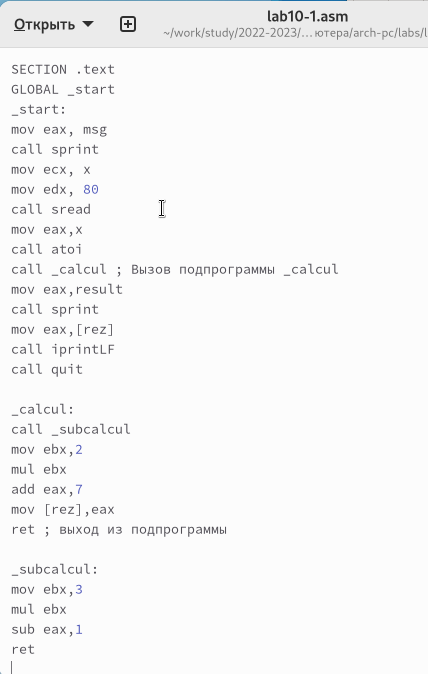 Открыть
lab10-1.asm
~/work/study/2022-2023/... ютера/arch-pc/labs/l
SECTION .text
GLOBAL _start
_start:
mov eax, msg
call sprint
mov ecx, x
mov edx, 80
call sread
mov eax,x
call atoi
call _calcul ; Вызов подпрограммы _calcul
mov eax,result
call sprint
mov eax,[rez]
call iprintLF
call quit
_calcul:
call _subcalcul
mov ebx,2
mul ebx
add eax,7
mov [rez],eax
ret ; выход из подпрограммы
_subcalcul:
mov ebx,3
mul ebx
sub eax,1
ret